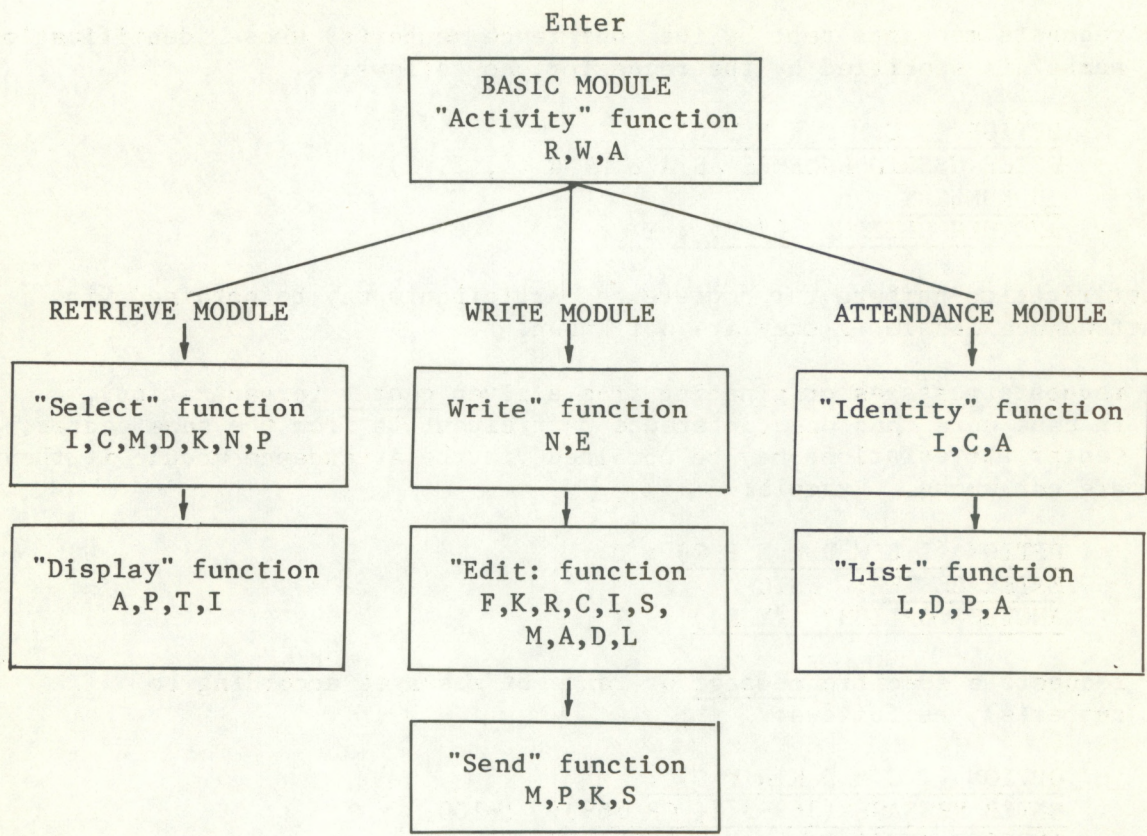 Enter
BASIC MODULE
"Activity" function
R,W,A
RETRIEVE MODULE
"Select" function
I,C,M,D,K,N,P
"Display" function
A,P,T,I
WRITE MODULE
Write" function
N,E
"Edit: function
F,K,R,C,I,S,
M,A,D,L
"Send" function
M,P,K,S
ATTENDANCE MODULE
"Identity" function
I,C,A
"List" function
L,D,P,A